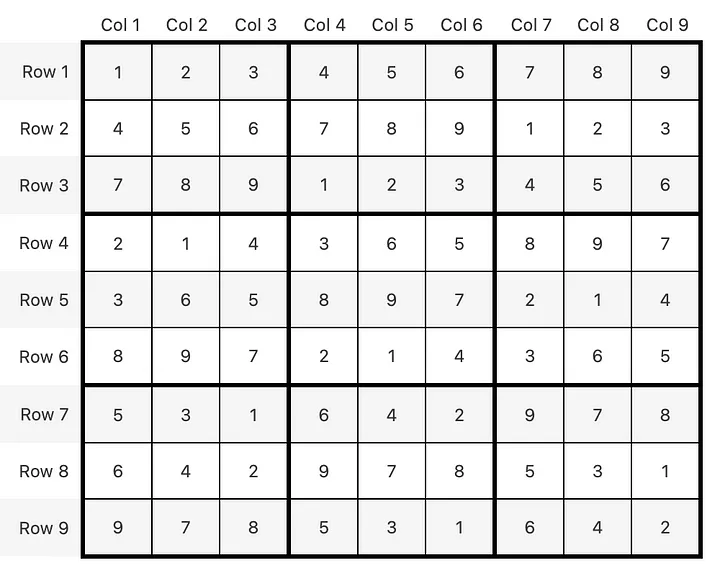 Col 1 Col 2 Col 3 Col 4 Col 5 Col 6 Col 7 Col 8 Col 9
Row 1 1 2 3 4 5 6 7 8 9
Row 2 4 5 6 7 8 9 1 2 3
Row 3 7 8 9 1 2 3 4 5 6
Row 4 2 1 4 3 6 5 8 9 7
Row 5 3 6 5 8 9 7 2 1 4
Row 6 8 9 7 2 1 4 3 6 5
Row 7 5 3 1 6 4 2 9 7 8
Row 8 6 4 2 9 7 8 5 3 1
Row 9 9 7 8 5 3 1 6 4 2